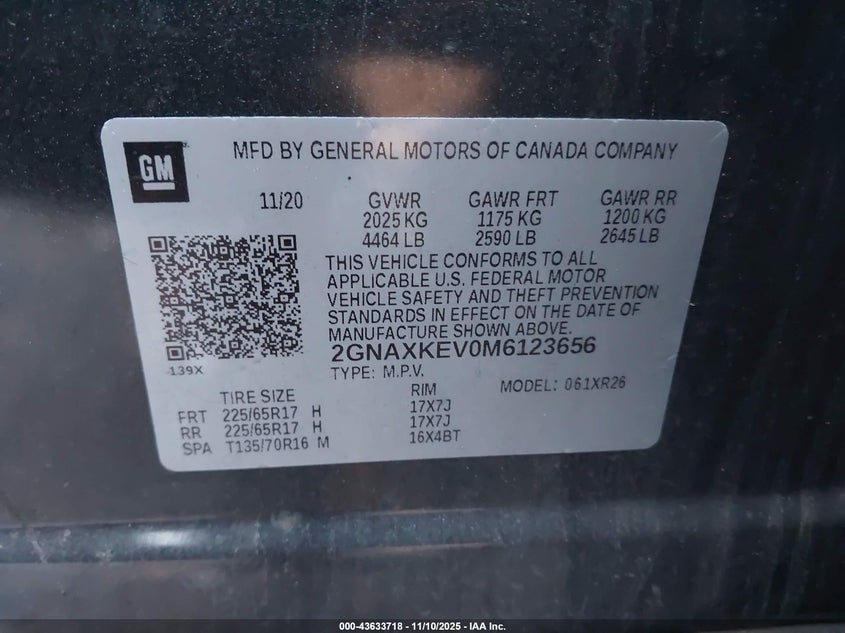 GM
MFD BY GENERAL MOTORS OF CANADA COMPANY
11/20
GVWR GAWR FRT GAWR RR
2025 KG 1175 KG 1200 KG
4464 LB 2590 LB 2645 LB
THIS VEHICLE CONFORMS TO ALL
APPLICABLE U.S. FEDERAL MOTOR
VEHICLE SAFETY AND THEFT PREVENTION
STANDARDS IN EFFECT ON THE DATE OF
MANUFACTURE SHOWN ABOVE.
2GNAXKEV0M6123656
TYPE: M.P.V. MODEL: 061XR26
139X
TIRE SIZE RIM
FRT 225/65R17 H 17X7J
RR 225/65R17 H 17X7J
SPA T135/70R16 M 16X4BT
000-43633718 - 11/10/2025 - IAA Inc.